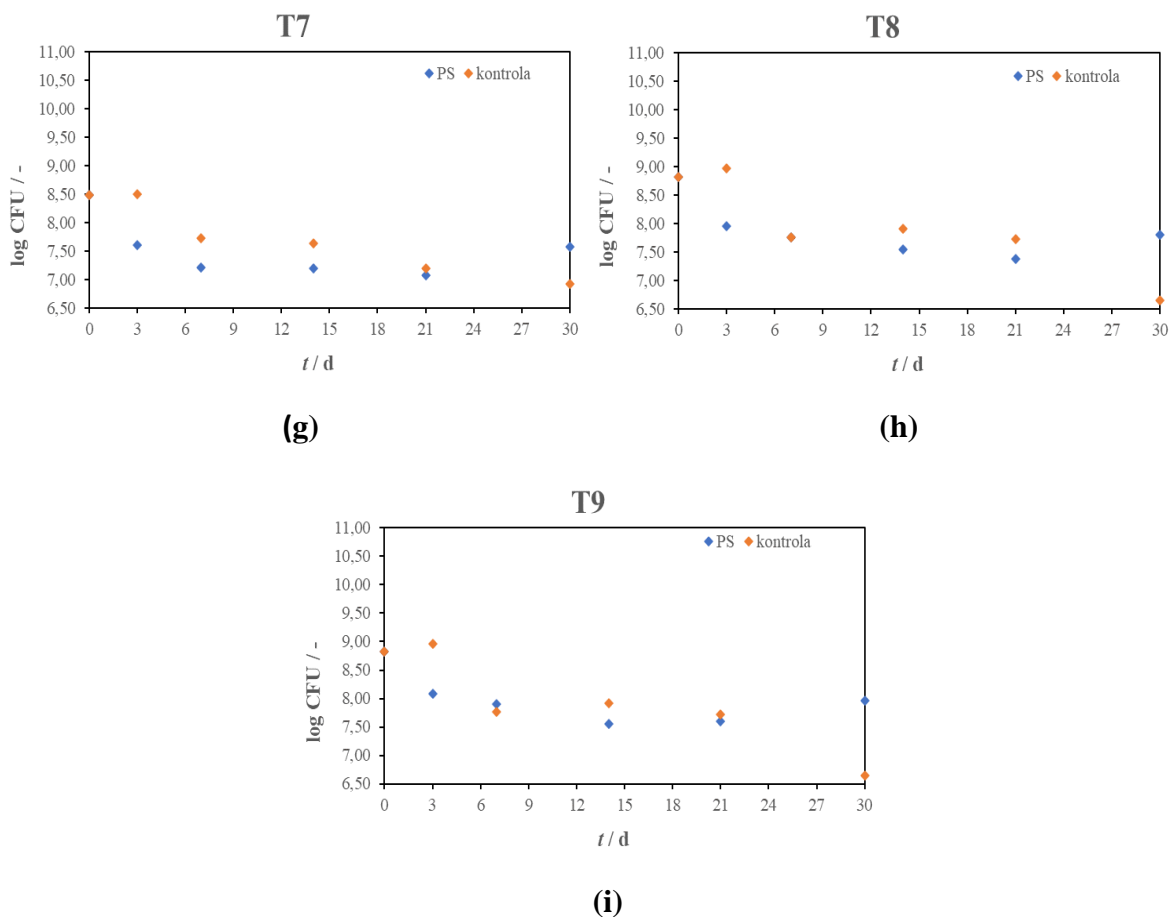 T7
11,00
10,50
10,00
9,50
9,00
8,50
8,00
7,50
7,00
6,50
log CFU / -
PS kontrola
0 3 6 9 12 15 18 21 24 27 30
t / d
(g)
T8
11,00
10,50
10,00
9,50
9,00
8,50
8,00
7,50
7,00
6,50
log CFU / -
PS kontrola
0 3 6 9 12 15 18 21 24 27 30
t / d
(h)
T9
11,00
10,50
10,00
9,50
9,00
8,50
8,00
7,50
7,00
6,50
log CFU / -
PS kontrola
0 3 6 9 12 15 18 21 24 27 30
t / d
(i)